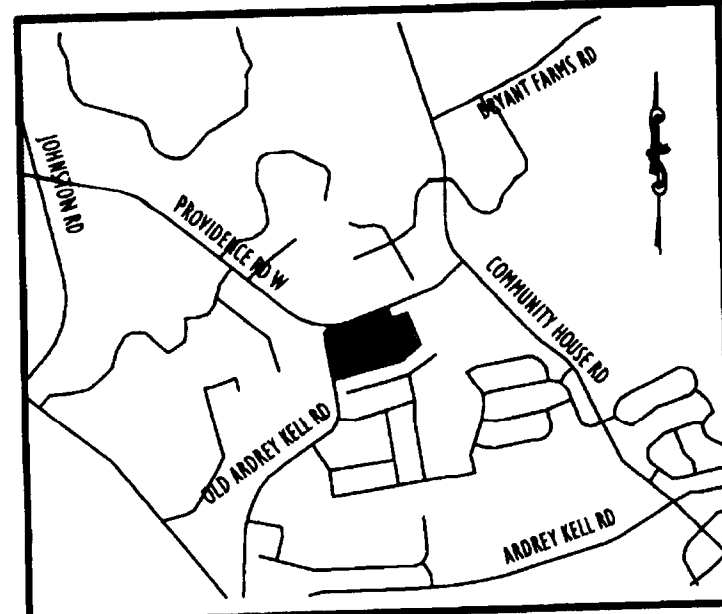 BRYANT FARMS RD
JOHNSTON RD
PROVIDENCE RD W
COMMUNITY HOUSE RD
OLD ARDREY KELL RD
ARDREY KELL RD